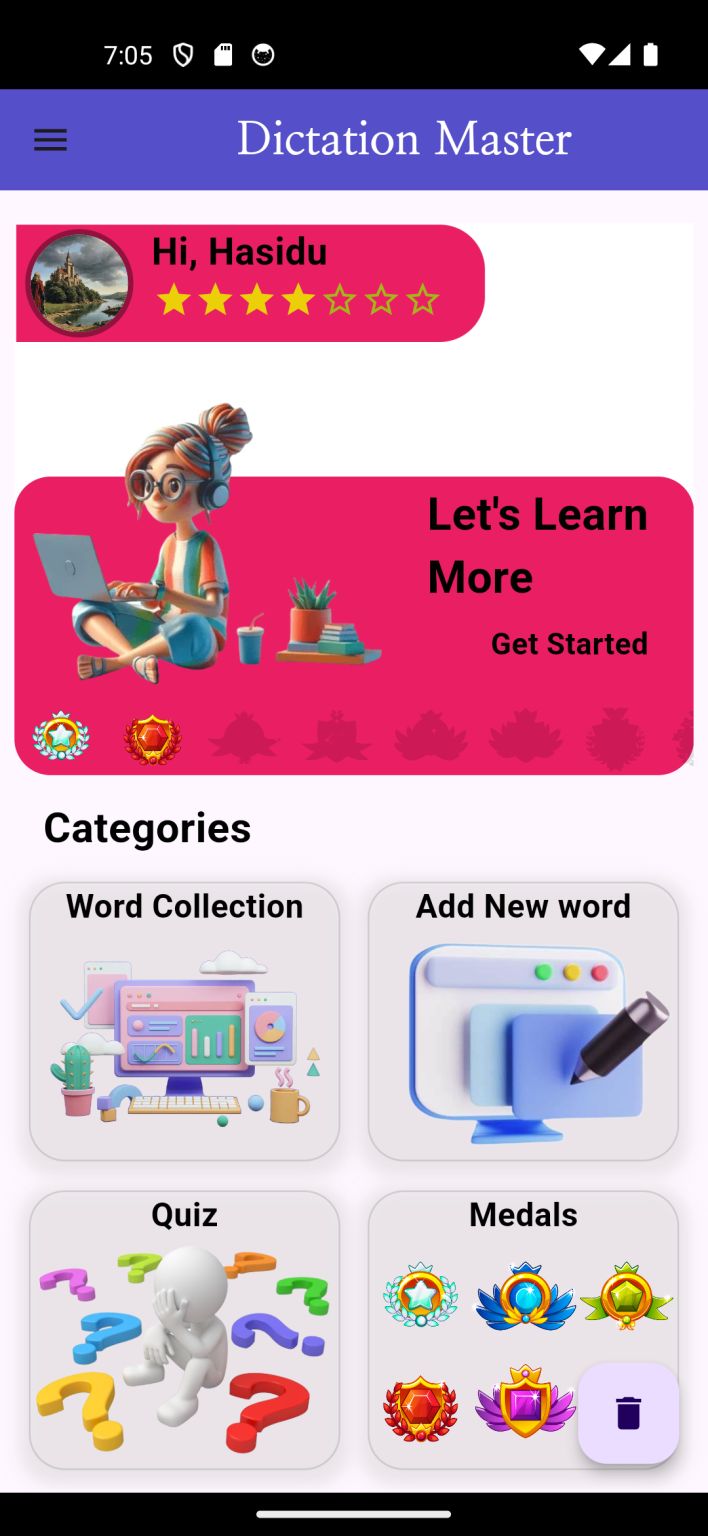 7:05
Dictation Master
Hi, Hasidu
Let's Learn
More
Get Started
Categories
Word Collection
Add New word
Quiz
Medals